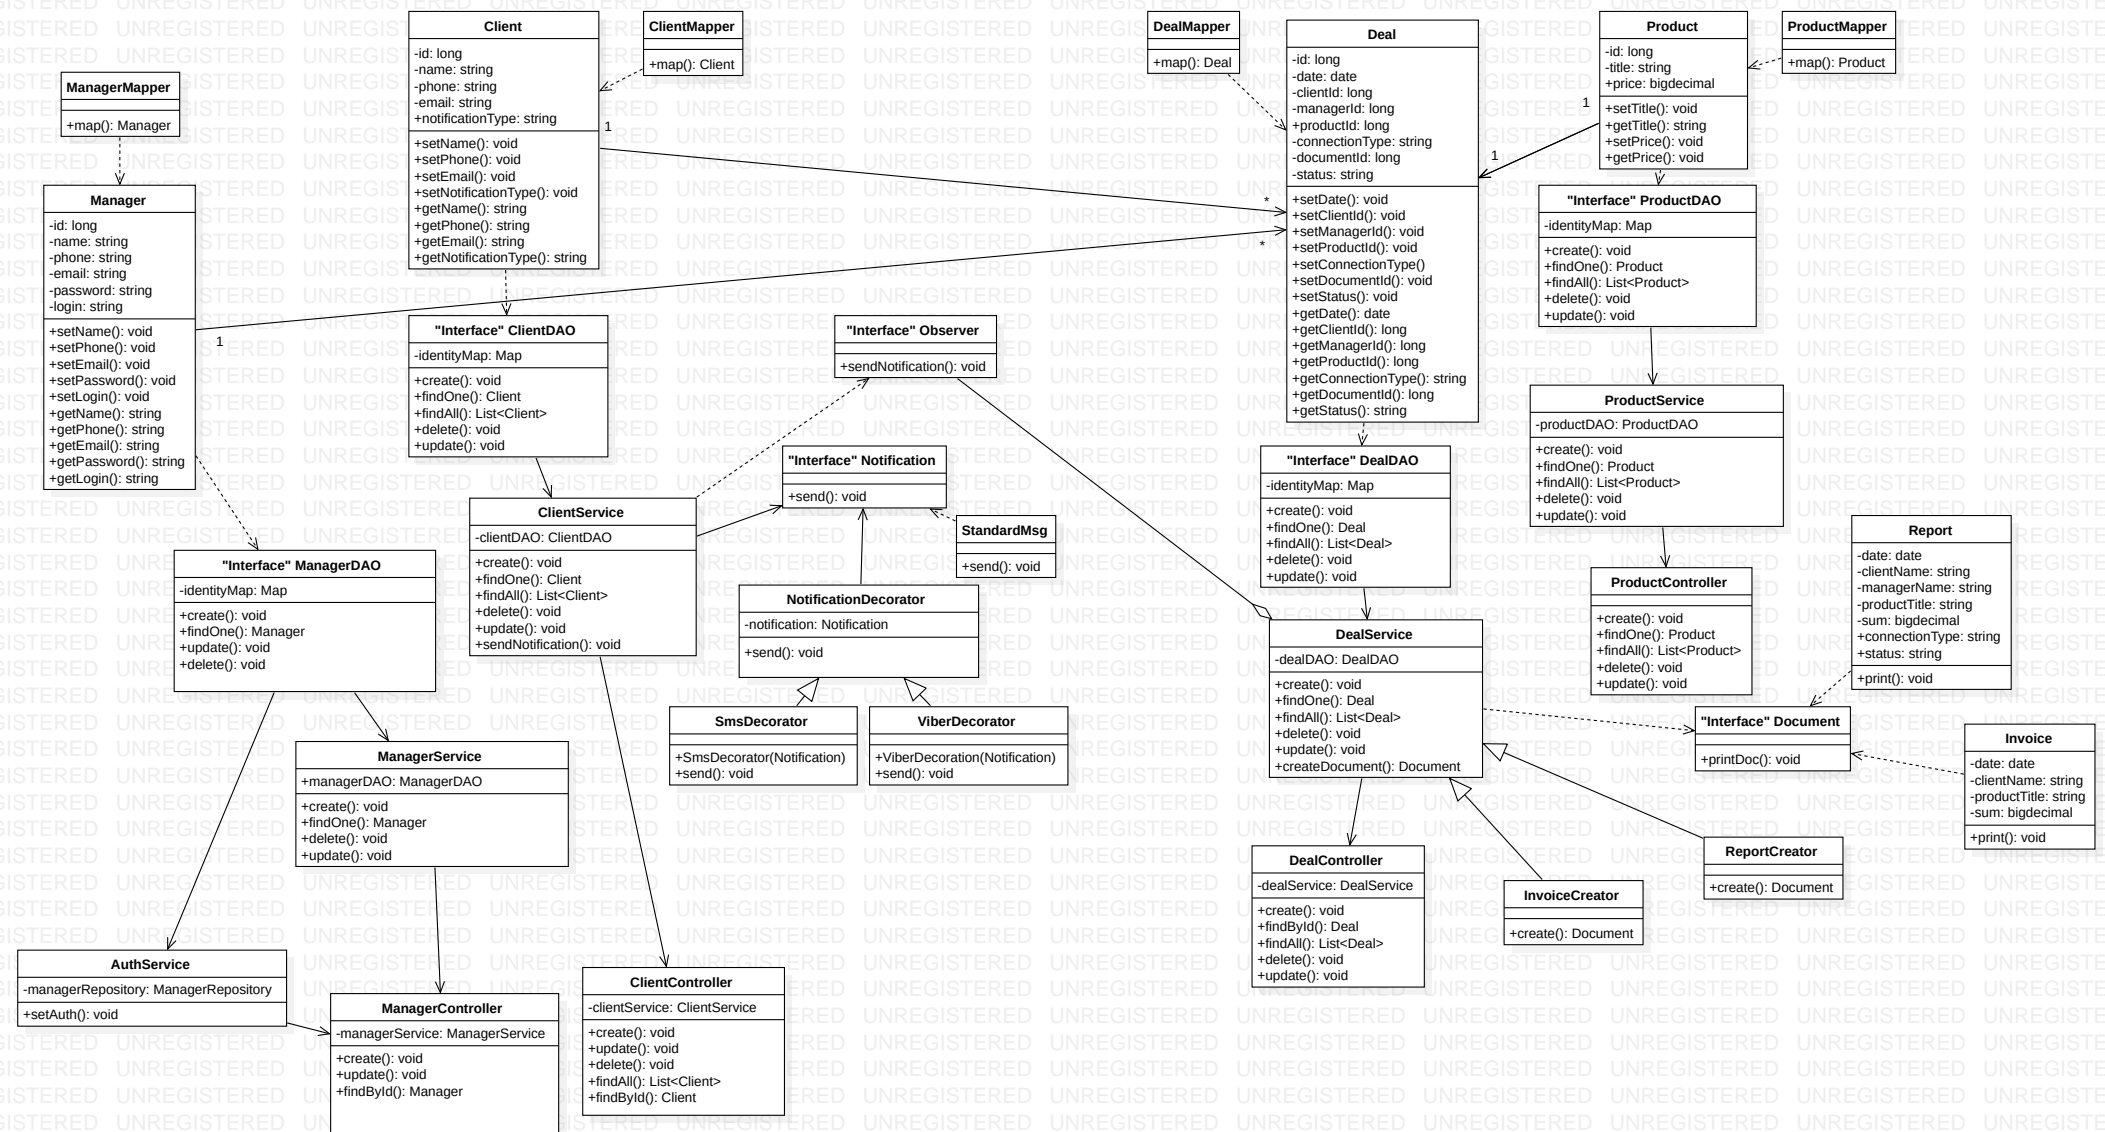 ManagerMapper
+map(): Manager
Manager
-id: long
-name: string
-phone: string
-email: string
-password: string
-login: string
+setName(): void
+setPhone(): void
+setEmail(): void
+setPassword(): void
+setLogin(): void
+getName(): string
+getPhone(): string
+getEmail(): string
+getPassword(): string
+getLogin(): string
1
Client
-id: long
-name: string
-phone: string
-email: string
+notificationType: string
+setName(): void
+setPhone(): void
+setEmail(): void
+setNotificationType(): void
+getName(): string
+getPhone(): string
+getEmail(): string
+getNotificationType(): string
1
ClientMapper
+map(): Client
DealMapper
+map(): Deal
Deal
-id: long
-date: date
-clientId: long
-managerId: long
+productId: long
-connectionType: string
-documentId: long
-status: string
+setDate(): void
+setClientId(): void
+setManagerId(): void
+setProductId(): void
+setConnectionType()
+setDocumentId(): void
+setStatus(): void
+getDate(): date
+getClientId(): long
+getManagerId(): long
+getProductId(): long
+getConnectionType(): string
+getDocumentId(): long
+getStatus(): string
*
*
1
1
Product
-id: long
-title: string
+price: bigdecimal
+setTitle(): void
+getTitle(): string
+setPrice(): void
+getPrice(): void
ProductMapper
+map(): Product
"Interface" ProductDAO
-identityMap: Map
+create(): void
+findOne(): Product
+findAll(): List<Product>
+delete(): void
+update(): void
"Interface" ClientDAO
-identityMap: Map
+create(): void
+findOne(): Client
+findAll(): List<Client>
+delete(): void
+update(): void
"Interface" Observer
+sendNotification(): void
"Interface" Notification
+send(): void
StandardMsg
+send(): void
ClientService
-clientDAO: ClientDAO
+create(): void
+findOne(): Client
+findAll(): List<Client>
+delete(): void
+update(): void
+sendNotification(): void
NotificationDecorator
-notification: Notification
+send(): void
SmsDecorator
+SmsDecorator(Notification)
+send(): void
ViberDecorator
+ViberDecoration(Notification)
+send(): void
"Interface" DealDAO
-identityMap: Map
+create(): void
+findOne(): Deal
+findAll(): List<Deal>
+delete(): void
+update(): void
DealService
-dealDAO: DealDAO
+create(): void
+findOne(): Deal
+findAll(): List<Deal>
+delete(): void
+update(): void
+createDocument(): Document
ProductService
-productDAO: ProductDAO
+create(): void
+findOne(): Product
+findAll(): List<Product>
+delete(): void
+update(): void
ProductController
+create(): void
+findOne(): Product
+findAll(): List<Product>
+delete(): void
+update(): void
Report
-date: date
-clientName: string
-managerName: string
-productTitle: string
-sum: bigdecimal
+connectionType: string
+status: string
+print(): void
"Interface" Document
+printDoc(): void
Invoice
-date: date
-clientName: string
-productTitle: string
-sum: bigdecimal
+print(): void
"Interface" ManagerDAO
-identityMap: Map
+create(): void
+findOne(): Manager
+update(): void
+delete(): void
ManagerService
+managerDAO: ManagerDAO
+create(): void
+findOne(): Manager
+delete(): void
+update(): void
AuthService
-managerRepository: ManagerRepository
+setAuth(): void
ManagerController
-managerService: ManagerService
+create(): void
+update(): void
+findById(): Manager
ClientController
-clientService: ClientService
+create(): void
+update(): void
+delete(): void
+findAll(): List<Client>
+findById(): Client
DealController
-dealService: DealService
+create(): void
+findById(): Deal
+findAll(): List<Deal>
+delete(): void
+update(): void
InvoiceCreator
+create(): Document
ReportCreator
+create(): Document
UNREGISTERED